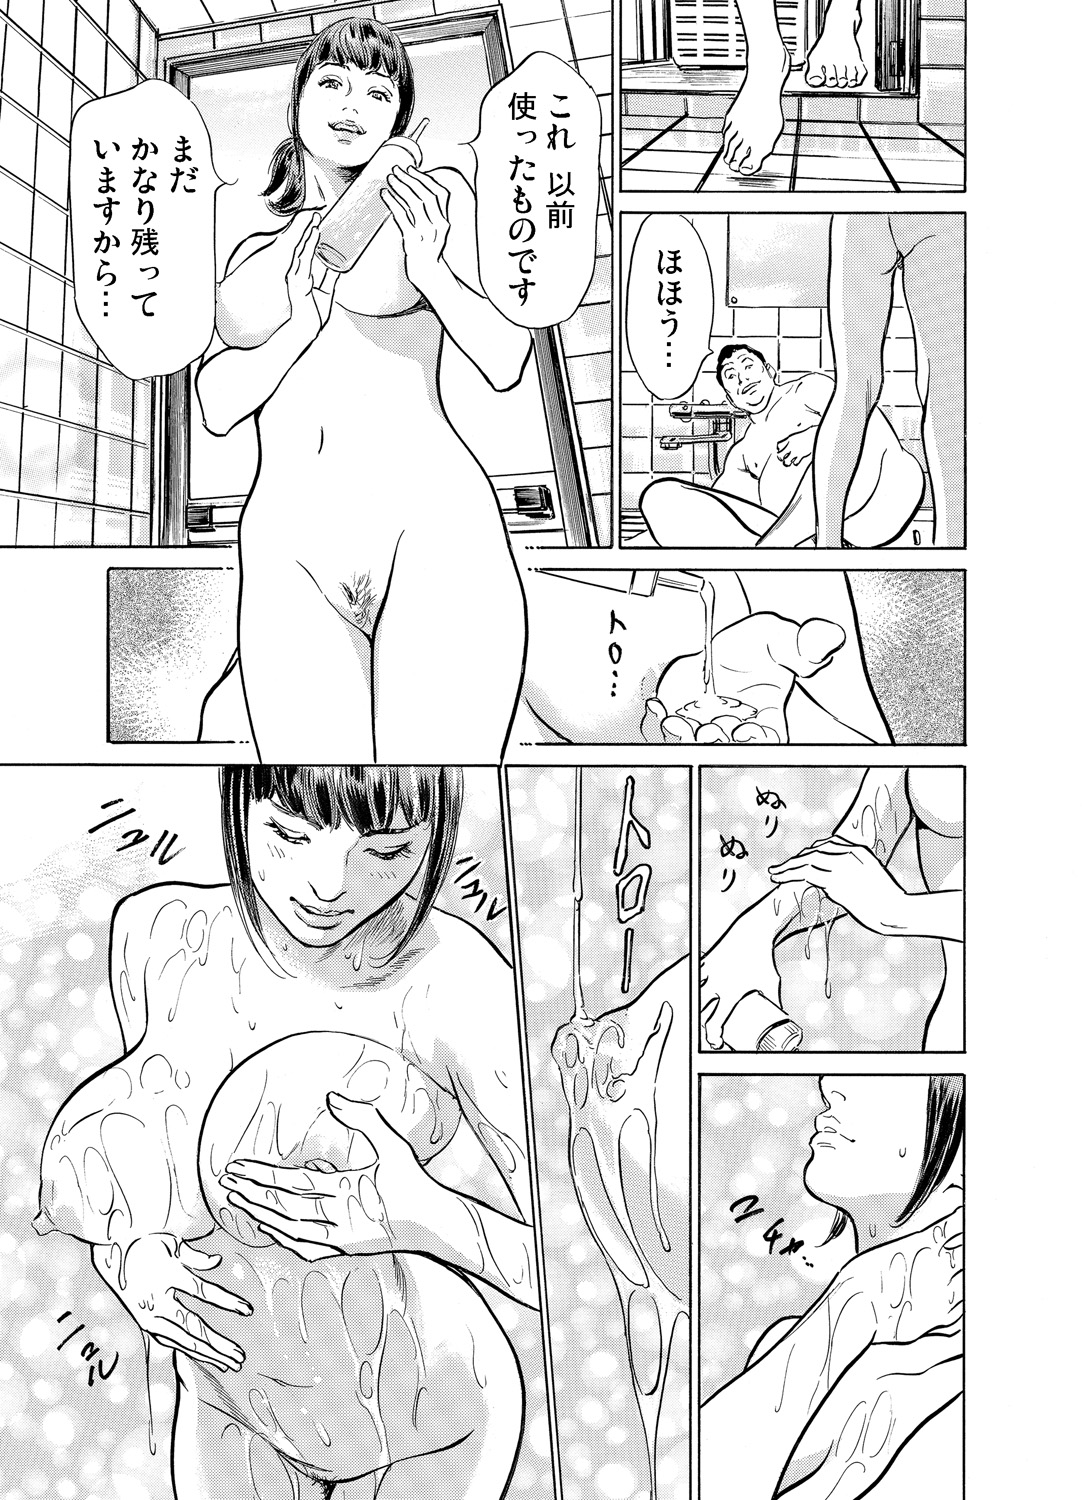 ほほう…
これ 以前
使ったものです
まだ
かなり残って
いますから…
トロ…
ぬり
ぬり
トロー
ニチャ…
ニュル
ニュル
ニュル